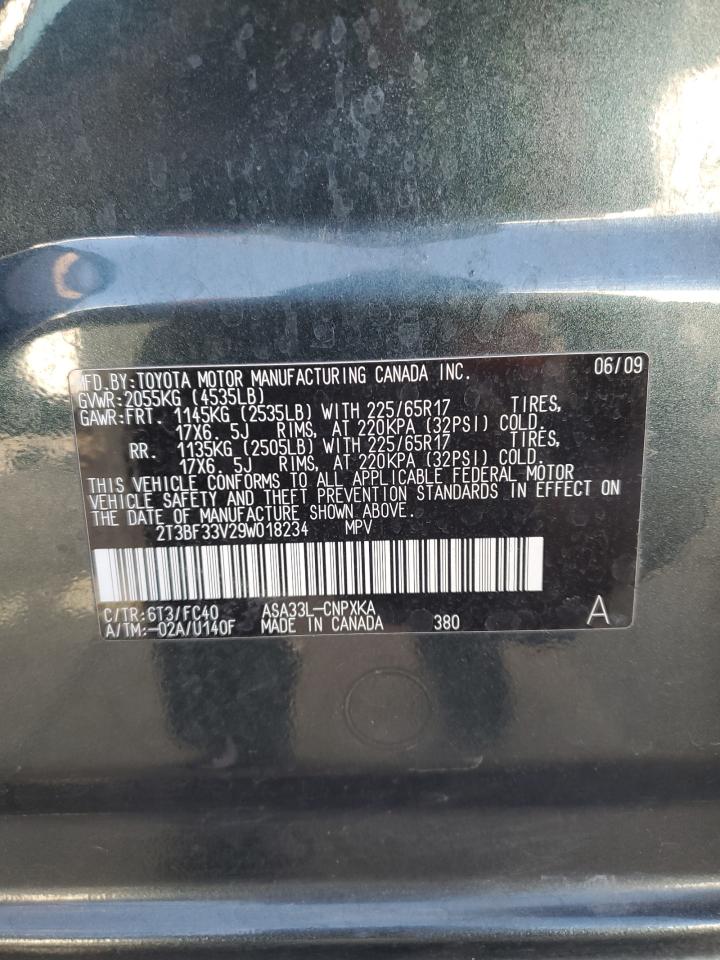 MFD.BY:TOYOTA MOTOR MANUFACTURING CANADA INC. 06/09
GVWR:2055KG (4535LB)
GAWR:FRT. 1145KG (2535LB) WITH 225/65R17 TIRES,
17X6. 5J RIMS, AT 220KPA (32PSI) COLD.
RR. 1135KG (2505LB) WITH 225/65R17 TIRES,
17X6. 5J RIMS, AT 220KPA (32PSI) COLD.
THIS VEHICLE CONFORMS TO ALL APPLICABLE FEDERAL MOTOR
VEHICLE SAFETY AND THEFT PREVENTION STANDARDS IN EFFECT ON
THE DATE OF MANUFACTURE SHOWN ABOVE.
2T3BF33V29W018234 MPV
C/TR:6T3/FC40 ASA33L-CNPXKA
A/TM:-02A/U140F MADE IN CANADA 380 A